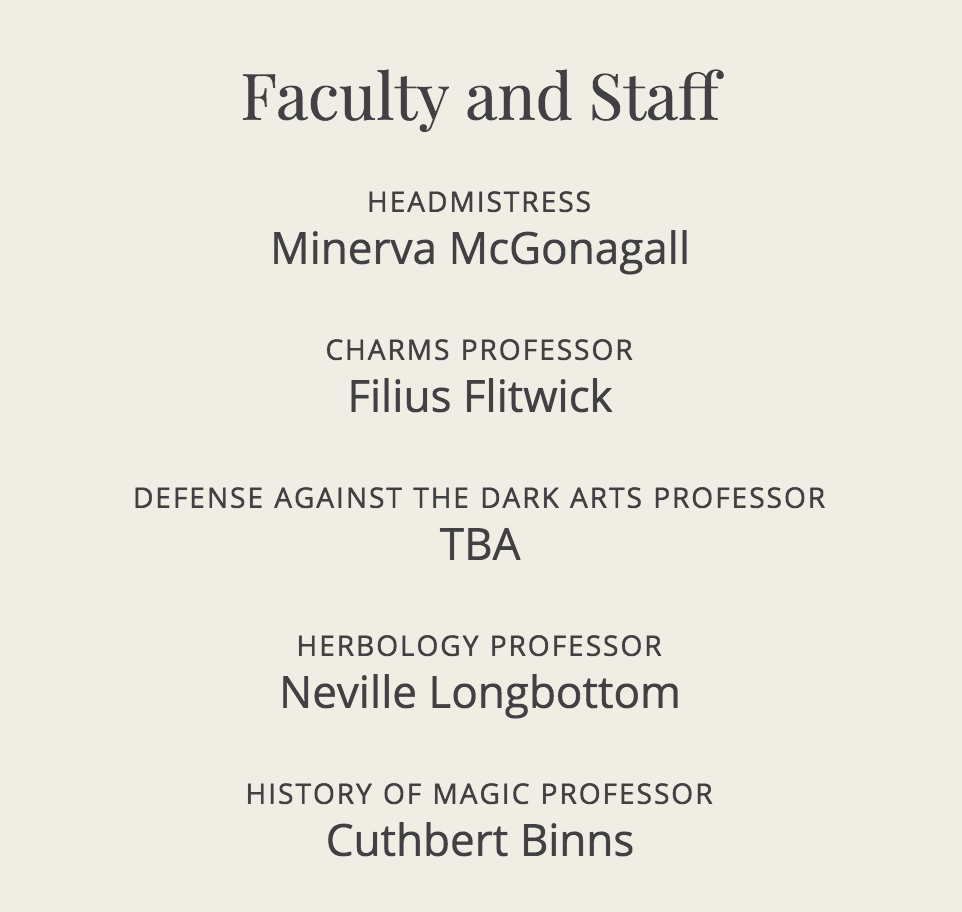 Faculty and Staff
HEADMISTRESS
Minerva McGonagall
CHARMS PROFESSOR
Filius Flitwick
DEFENSE AGAINST THE DARK ARTS PROFESSOR
TBA
HERBOLOGY PROFESSOR
Neville Longbottom
HISTORY OF MAGIC PROFESSOR
Cuthbert Binns